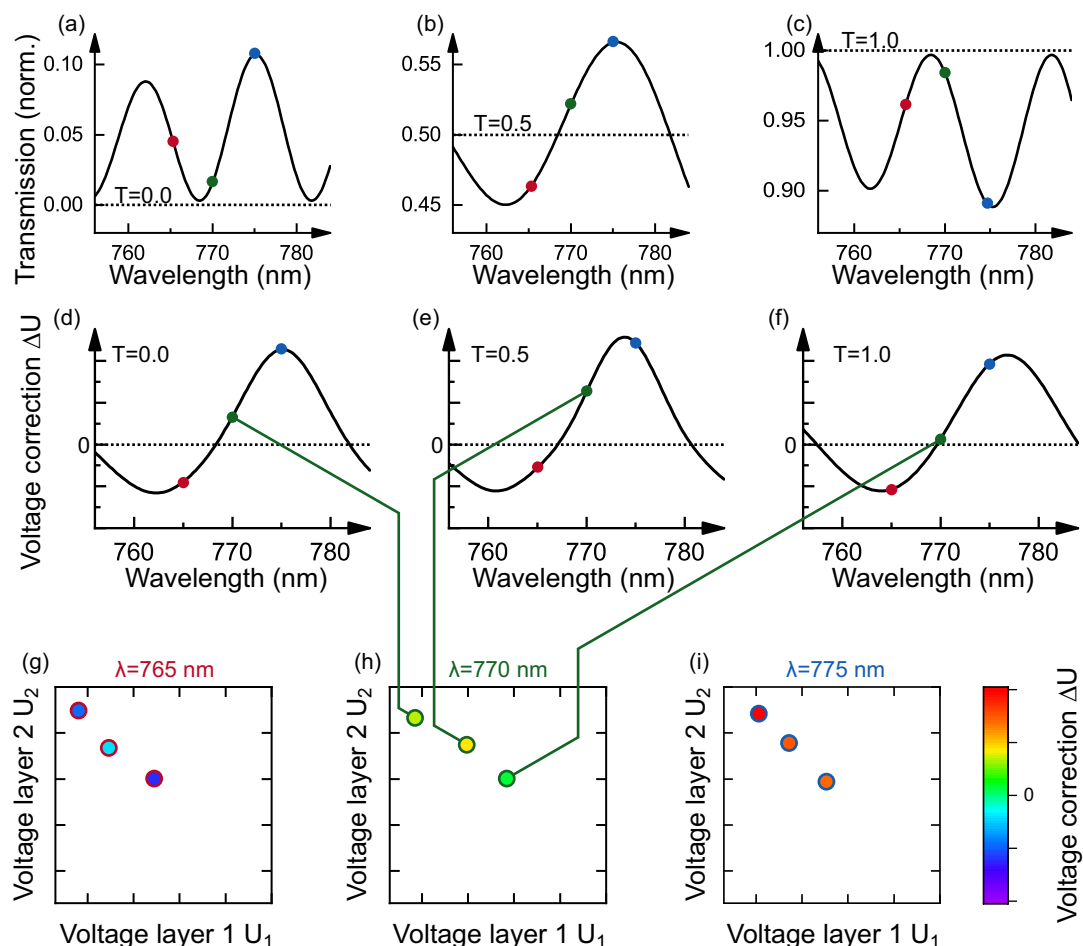 (a) (b) (c)
Transmission (norm.)
0.10 0.55 1.00
0.05 0.50 0.95
0.00 0.45 0.90
T=0.0 T=0.5 T=1.0
760 770 780 760 770 780 760 770 780
Wavelength (nm) Wavelength (nm) Wavelength (nm)
(d) (e) (f)
Voltage correction ΔU
T=0.0 T=0.5 T=1.0
0 0 0
760 770 780 760 770 780 760 770 780
Wavelength (nm) Wavelength (nm) Wavelength (nm)
(g) λ=765 nm (h) λ=770 nm (i) λ=775 nm
Voltage layer 2 U₂ Voltage layer 2 U₂ Voltage layer 2 U₂
0
Voltage correction ΔU
Voltage layer 1 U₁ Voltage layer 1 U₁ Voltage layer 1 U₁